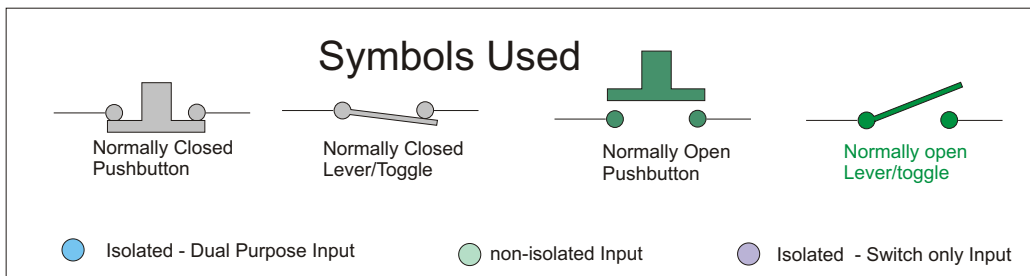 Symbols Used
Normally Closed
Pushbutton
Normally Closed
Lever/Toggle
Normally Open
Pushbutton
Normally open
Lever/toggle
Isolated - Dual Purpose Input
non-isolated Input
Isolated - Switch only Input